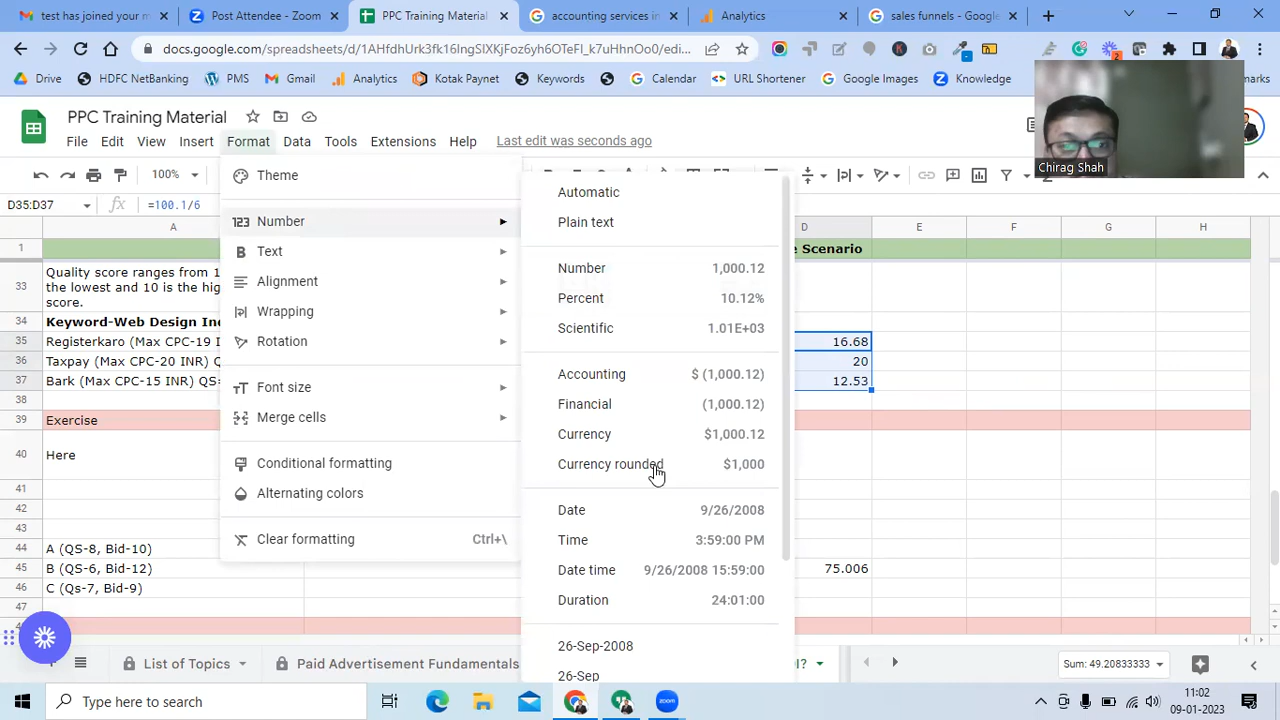 tes has joined your m
Post Attendee - Zoom
PPC Training Material
accounting services in
Analytics
sales funnels - Google
docs.google.com/spreadsheets/d/1AHfdhUrk3fk16IngSlXKjFoz6yh6OTeFI_k7uHhnOo0/edi...
Drive
HDFC NetBanking
PMS
Gmail
Analytics
Kotak Paynet
Keywords
Calendar
URL Shortener
Google Images
Knowledge
PPC Training Material
File Edit View Insert Format Data Tools Extensions Help Last edit was seconds ago
Chirag Shah
100%
D35:D37 =100.1/6
A D E F G H
1 e Scenario
33 Quality score ranges from 1
the lowest and 10 is the hig
score.
34 Keyword-Web Design Ind
35 Registerkaro (Max CPC-19 I 16.68
36 Taxpay (Max CPC-20 INR) Q 20
37 Bark (Max CPC-15 INR) QS= 12.53
38
39 Exercise
40 Here
41
42
43
44 A (QS-8, Bid-10)
45 B (QS-6, Bid-12) 75.006
46 C (Qs-7, Bid-9)
47
Theme
123 Number
B Text
Alignment
Wrapping
Rotation
Font size
Merge cells
Conditional formatting
Alternating colors
Clear formatting Ctrl+\
Automatic
Plain text
Number 1,000.12
Percent 10.12%
Scientific 1.01E+03
Accounting $ (1,000.12)
Financial (1,000.12)
Currency $1,000.12
Currency rounded $1,000
Date 9/26/2008
Time 3:59:00 PM
Date time 9/26/2008 15:59:00
Duration 24:01:00
26-Sep-2008
26-Sep
List of Topics
Paid Advertisement Fundamentals
OI?
Sum: 49.20833333
Type here to search
zoom
11:02
09-01-2023